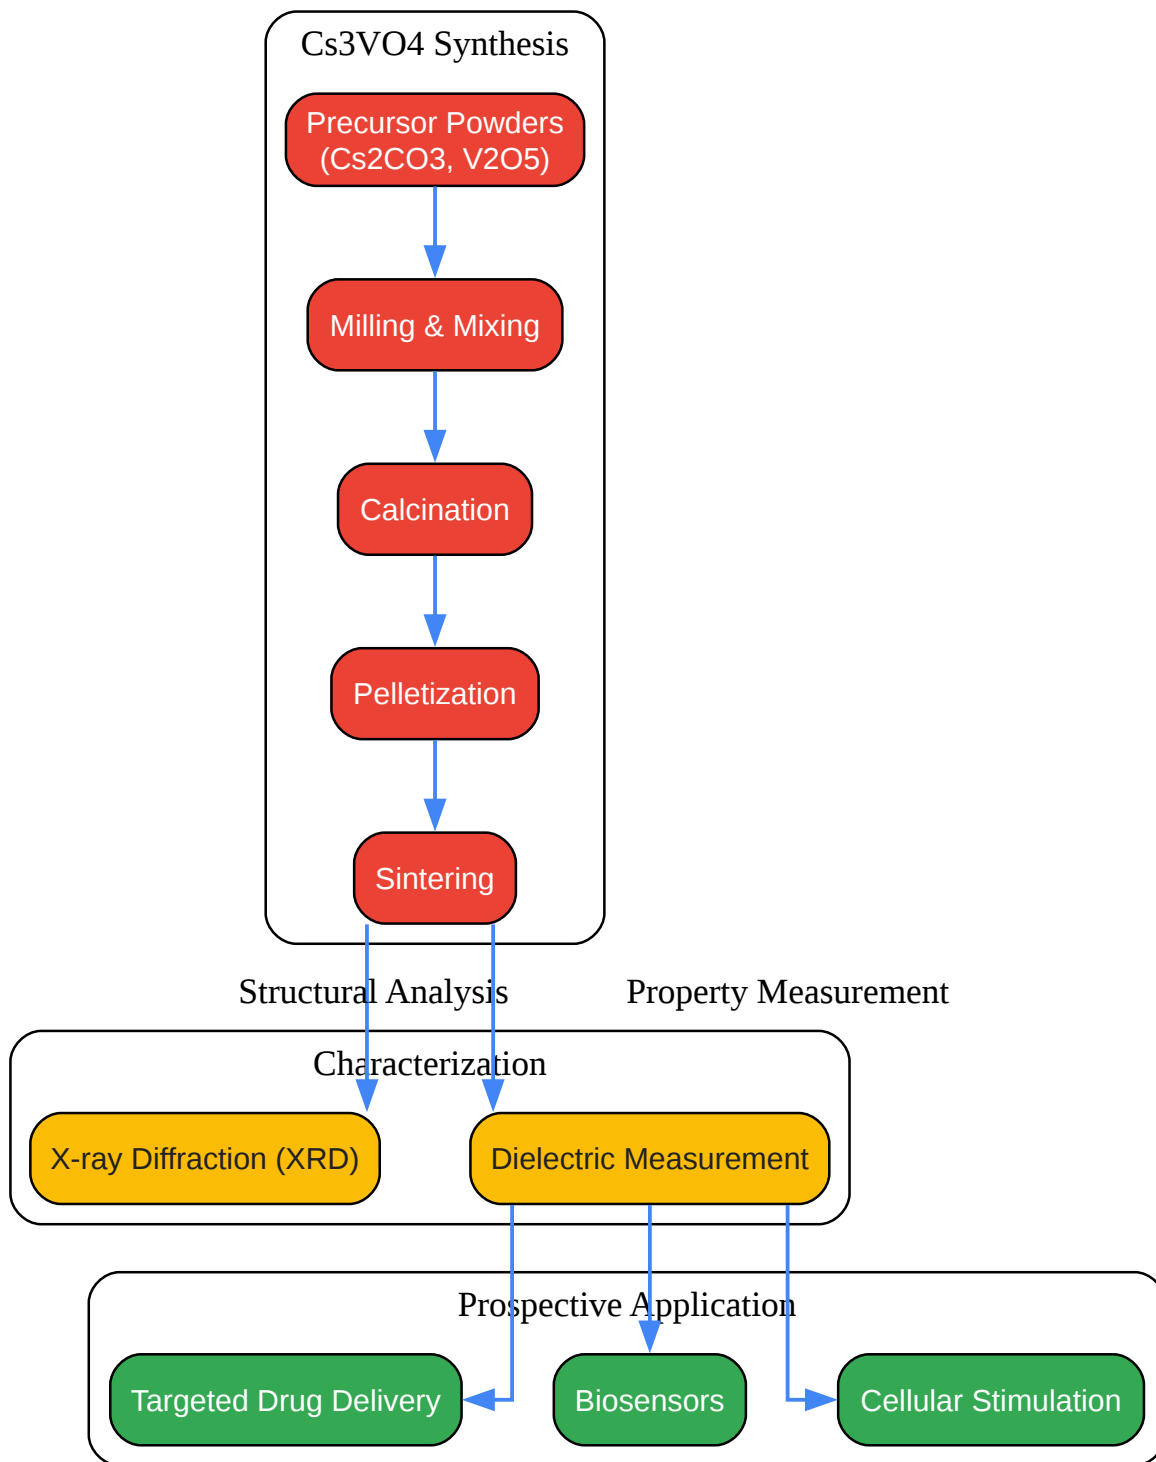 Cs3VO4 Synthesis
Precursor Powders
(Cs2CO3, V2O5)
Milling & Mixing
Calcination
Pelletization
Sintering
Structural Analysis
Property Measurement
Characterization
X-ray Diffraction (XRD)
Dielectric Measurement
Prospective Application
Targeted Drug Delivery
Biosensors
Cellular Stimulation